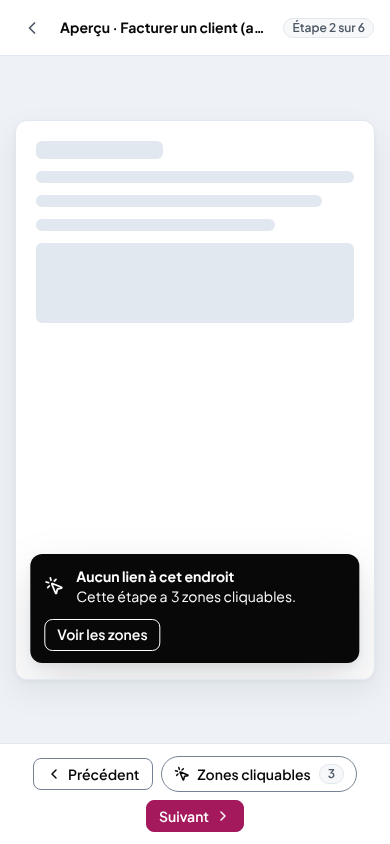 Aperçu · Facturer un client (a…
Étape 2 sur 6
Aucun lien à cet endroit
Cette étape a 3 zones cliquables.
Voir les zones
Précédent
Zones cliquables 3
Suivant